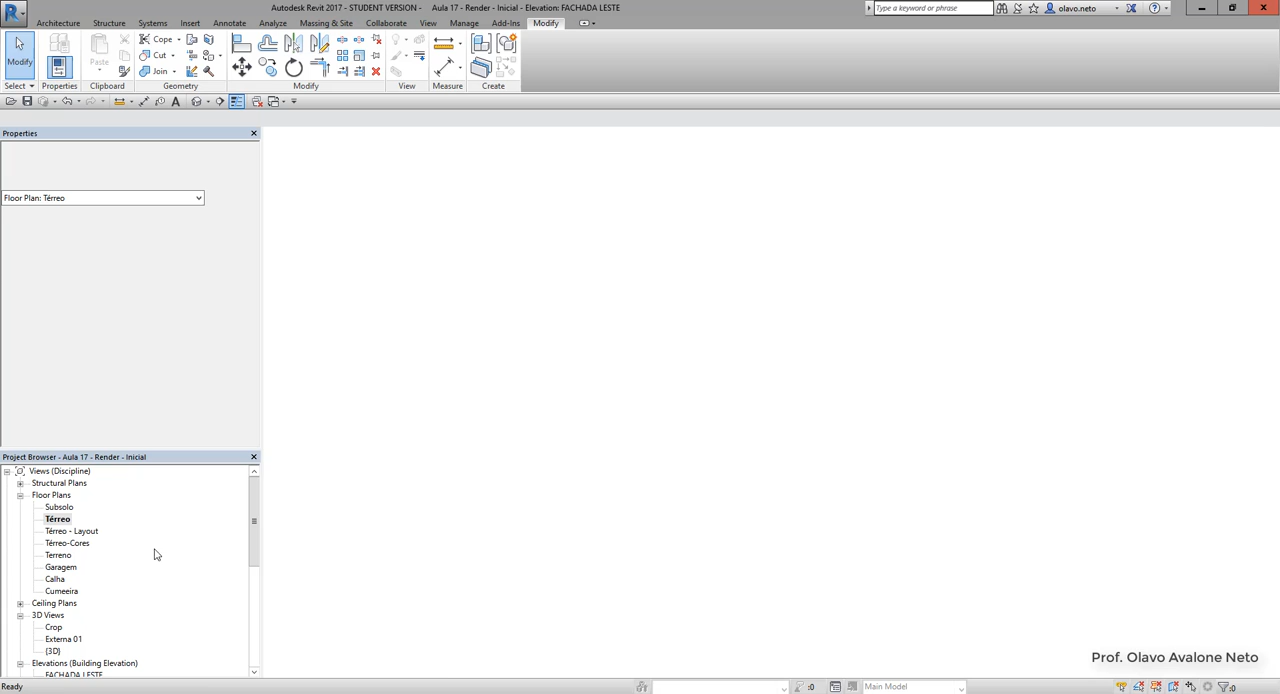 Autodesk Revit 2017 - STUDENT VERSION - Aula 17 - Render - Inicial - Elevation: FACHADA LESTE
Type a keyword or phrase
olavo.neto
Architecture Structure Systems Insert Annotate Analyze Massing & Site Collaborate View Manage Add-Ins Modify
Modify
Paste
Cope
Cut
Join
Select Properties Clipboard Geometry Modify View Measure Create
Properties
Floor Plan: Térreo
Project Browser - Aula 17 - Render - Inicial
Views (Discipline)
Structural Plans
Floor Plans
Subsolo
Térreo
Térreo - Layout
Térreo-Cores
Terreno
Garagem
Calha
Cumeeira
Ceiling Plans
3D Views
Crop
Externa 01
{3D}
Elevations (Building Elevation)
FACHADA LESTE
Prof. Olavo Avalone Neto
Ready
:0
Main Model
:0